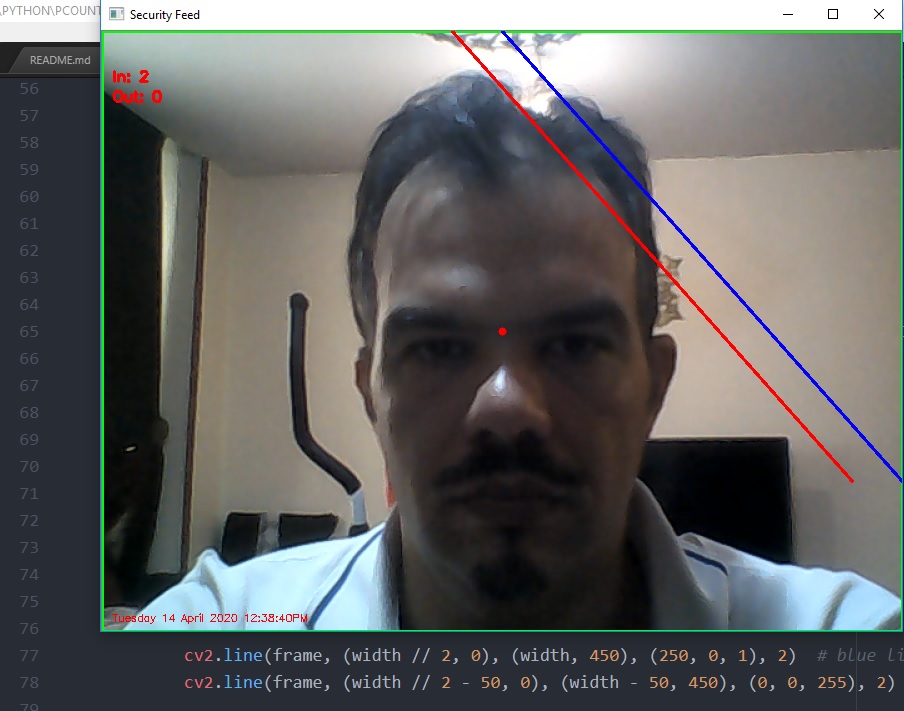 \PYTHON\PCOUNT
Security Feed
README.md
In: 2
Out: 0
56
57
58
59
60
61
62
63
64
65
66
67
68
69
70
71
72
73
74
75
76
Tuesday 14 April 2020 12:38:40PM
77 cv2.line(frame, (width // 2, 0), (width, 450), (250, 0, 1), 2) # blue li
78 cv2.line(frame, (width // 2 - 50, 0), (width - 50, 450), (0, 0, 255), 2)
79